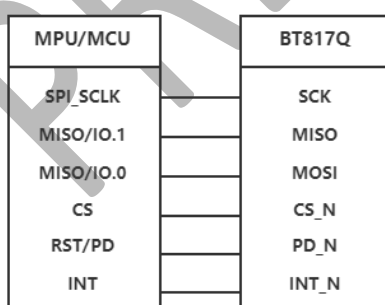 MPU/MCU BT817Q
SPI_SCLK SCK
MISO/IO.1 MISO
MISO/IO.0 MOSI
CS CS_N
RST/PD PD_N
INT INT_N